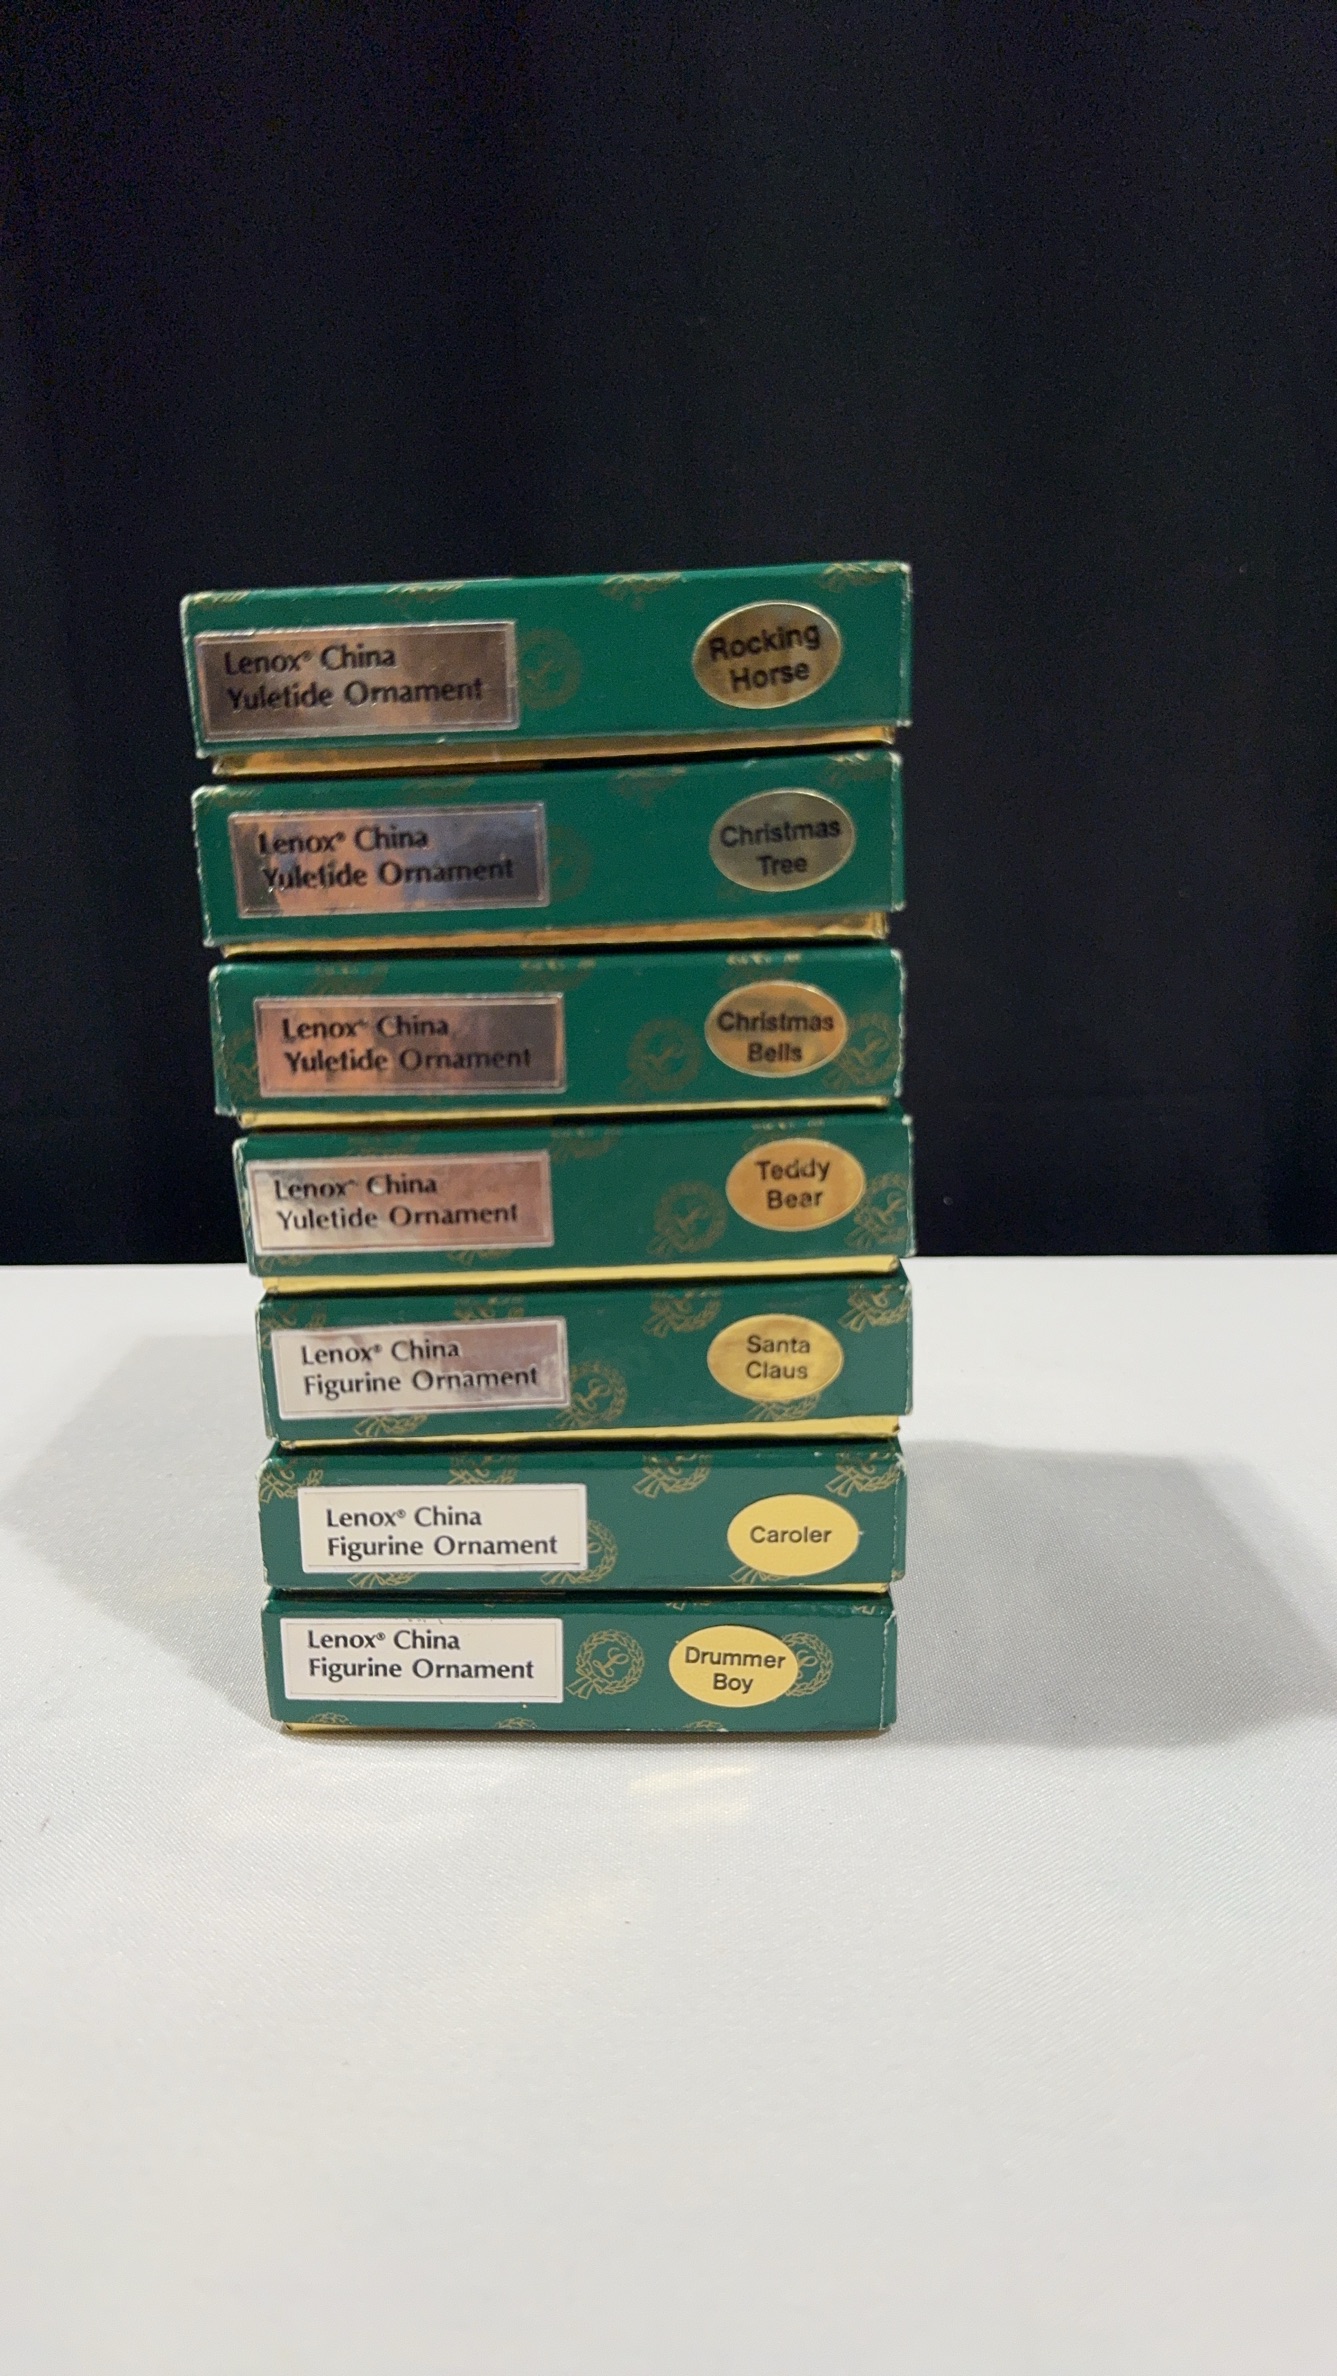 Lenox® China
Yuletide Ornament
Rocking
Horse
Lenox® China
Yuletide Ornament
Christmas
Tree
Lenox® China
Yuletide Ornament
Christmas
Bells
Lenox® China
Yuletide Ornament
Teddy
Bear
Lenox® China
Figurine Ornament
Santa
Claus
Lenox® China
Figurine Ornament
Caroler
Lenox® China
Figurine Ornament
Drummer
Boy